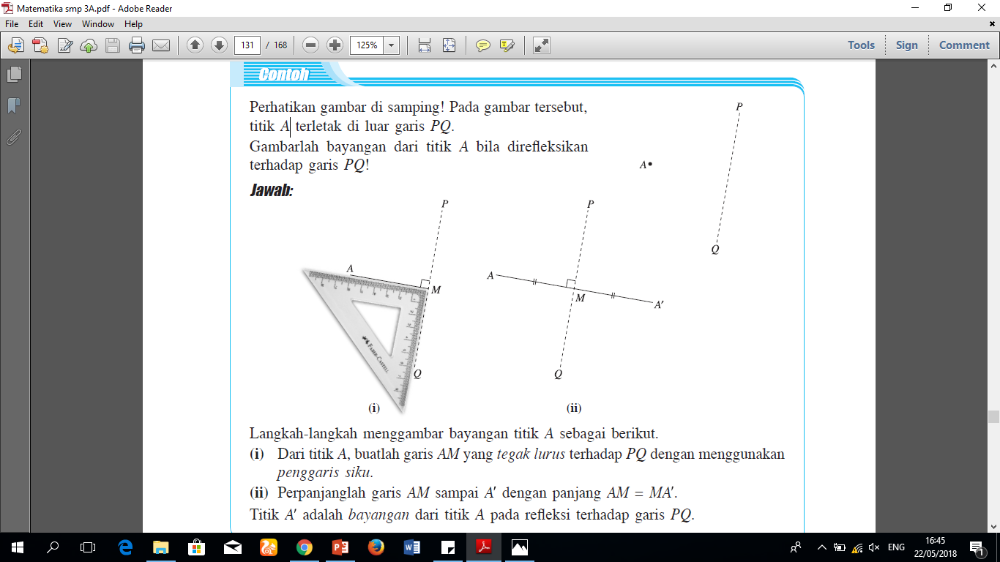 Matematika smp 3A.pdf - Adobe Reader
File Edit View Window Help
131 / 168 125% Tools Sign Comment
Contoh
Perhatikan gambar di samping! Pada gambar tersebut,
titik A terletak di luar garis PQ.
Gambarlah bayangan dari titik A bila direfleksikan
terhadap garis PQ!
P
A
Q
Jawab:
P
A
M
Q
FABER-CASTELL
(i)
P
A
M
A′
Q
(ii)
Langkah-langkah menggambar bayangan titik A sebagai berikut.
(i) Dari titik A, buatlah garis AM yang tegak lurus terhadap PQ dengan menggunakan
penggaris siku.
(ii) Perpanjanglah garis AM sampai A′ dengan panjang AM = MA′.
Titik A′ adalah bayangan dari titik A pada refleksi terhadap garis PQ.
ENG 16:45
22/05/2018 1